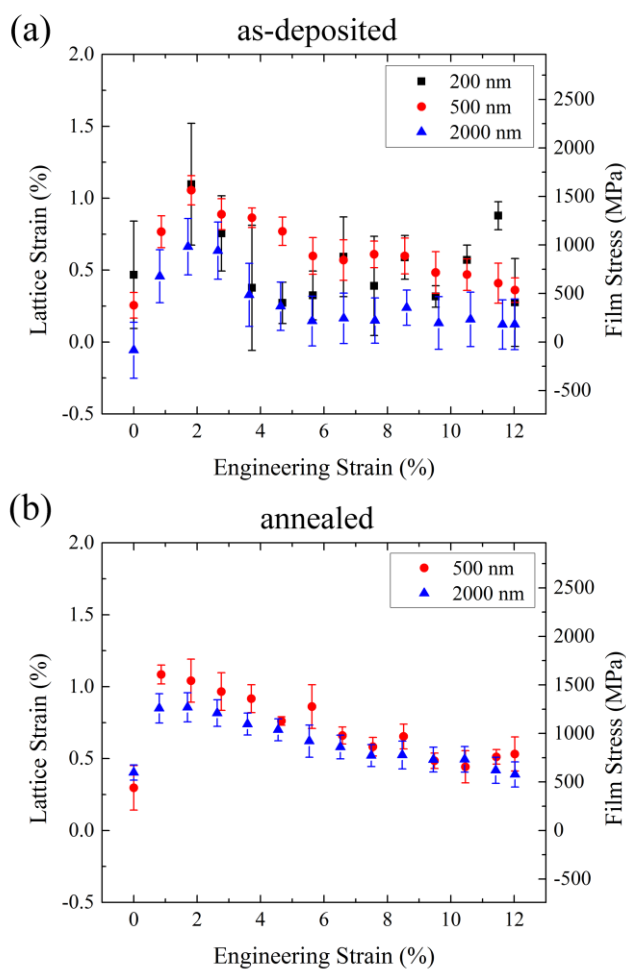 (a) as-deposited
2.0
1.5
1.0
0.5
0.0
-0.5
Lattice Strain (%)
200 nm
500 nm
2000 nm
2500
2000
1500
1000
500
0
-500
Film Stress (MPa)
0 2 4 6 8 10 12
Engineering Strain (%)
(b) annealed
2.0
1.5
1.0
0.5
0.0
-0.5
Lattice Strain (%)
500 nm
2000 nm
2500
2000
1500
1000
500
0
-500
Film Stress (MPa)
0 2 4 6 8 10 12
Engineering Strain (%)